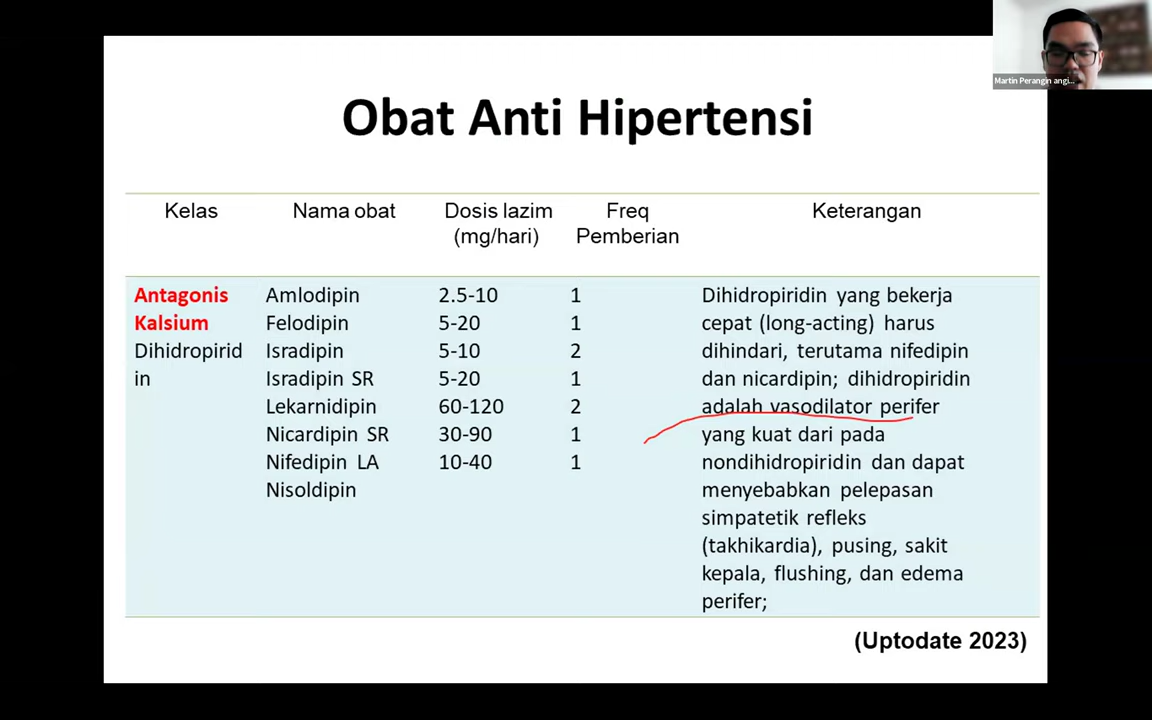 Martin Perangin angi...
Obat Anti Hipertensi
Kelas Nama obat Dosis lazim (mg/hari) Freq Pemberian Keterangan
Antagonis Kalsium
Dihidropirid
in
Amlodipin 2.5-10 1
Felodipin 5-20 1
Isradipin 5-10 2
Isradipin SR 5-20 1
Lekarnidipin 60-120 2
Nicardipin SR 30-90 1
Nifedipin LA 10-40 1
Nisoldipin
Dihidropiridin yang bekerja
cepat (long-acting) harus
dihindari, terutama nifedipin
dan nicardipin; dihidropiridin
adalah vasodilator perifer
yang kuat dari pada
nondihidropiridin dan dapat
menyebabkan pelepasan
simpatetik refleks
(takhikardia), pusing, sakit
kepala, flushing, dan edema
perifer;
(Uptodate 2023)